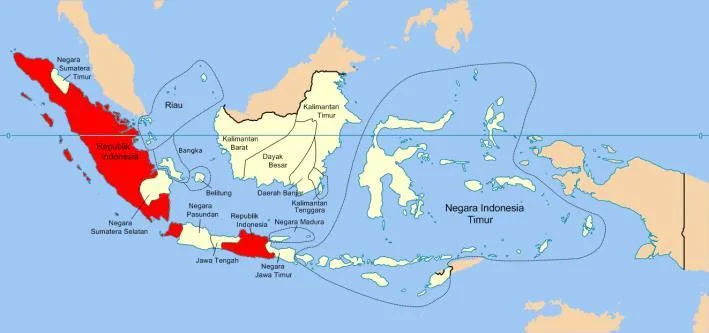 Negara
Sumatera
Timur
Riau
Kalimantan
Timur
Republik
Indonesia
Bangka
Kalimantan
Barat
Dayak
Besar
Belitung
Daerah Banjar
Kalimantan
Tenggara
Negara
Pasundan
Republik
Indonesia
Negara Madura
Negara Indonesia
Timur
Negara
Sumatera Selatan
Jawa Tengah
Negara
Jawa Timur